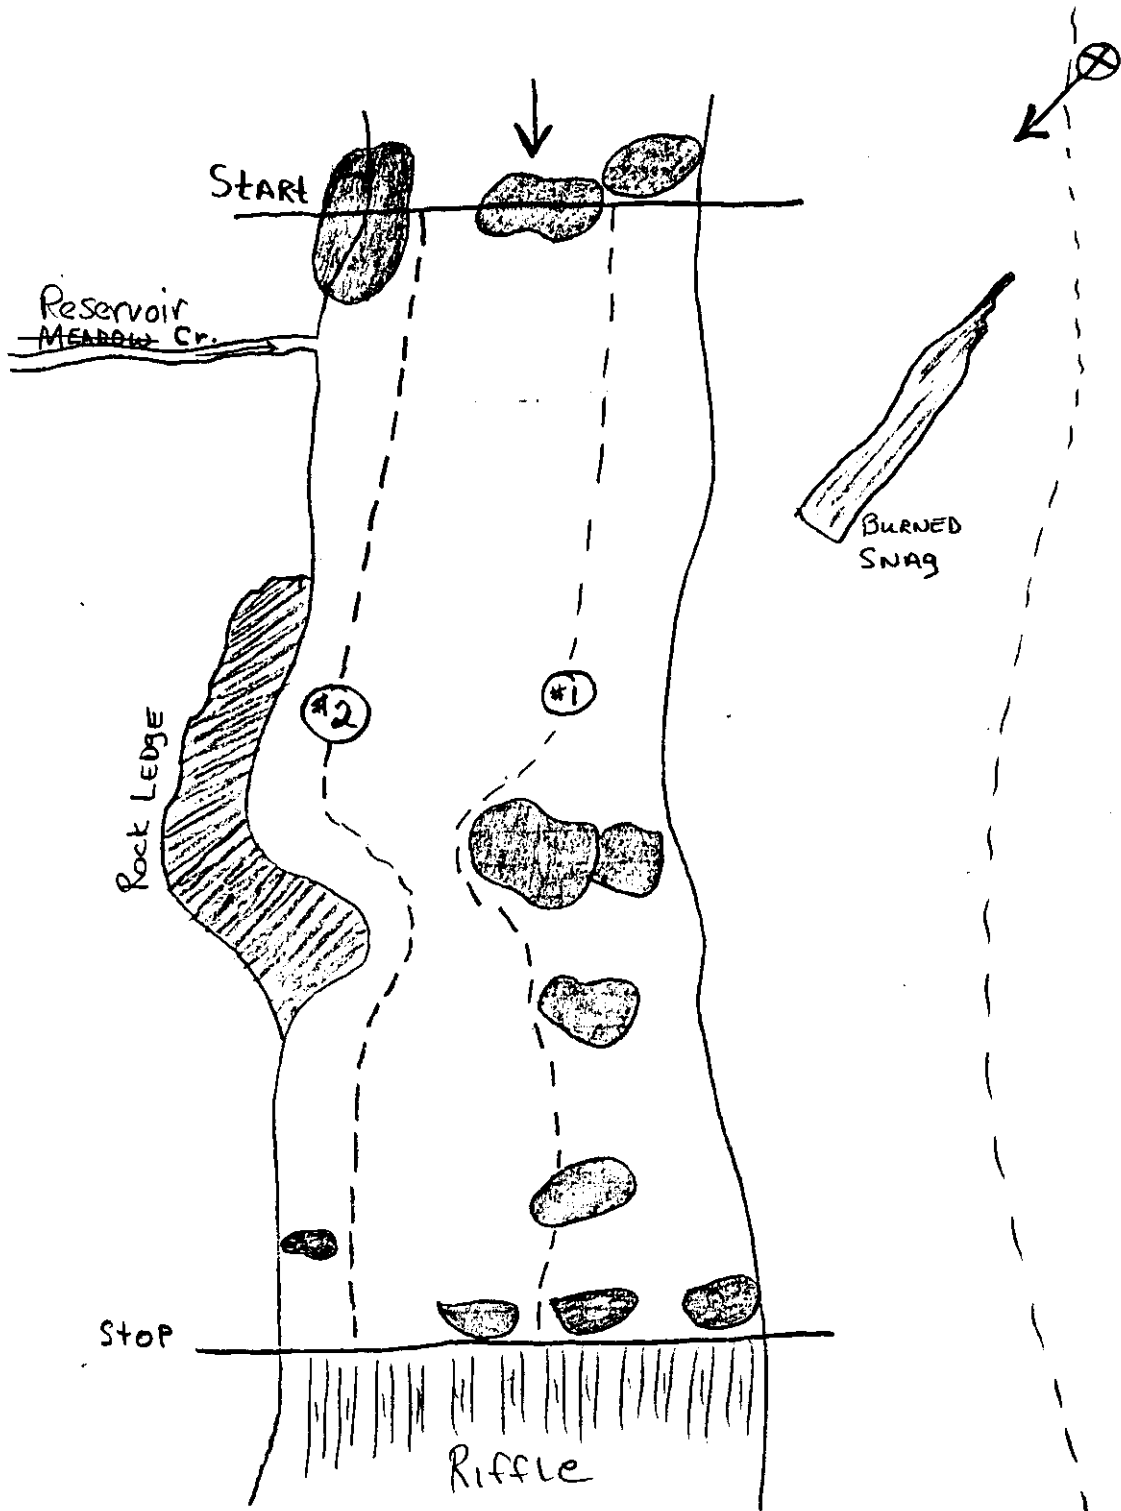 START
Reservoir
MEADOW Cr.
BURNED
SNAg
#2
#1
ROCK LEDgE
StoP
RIFFLE